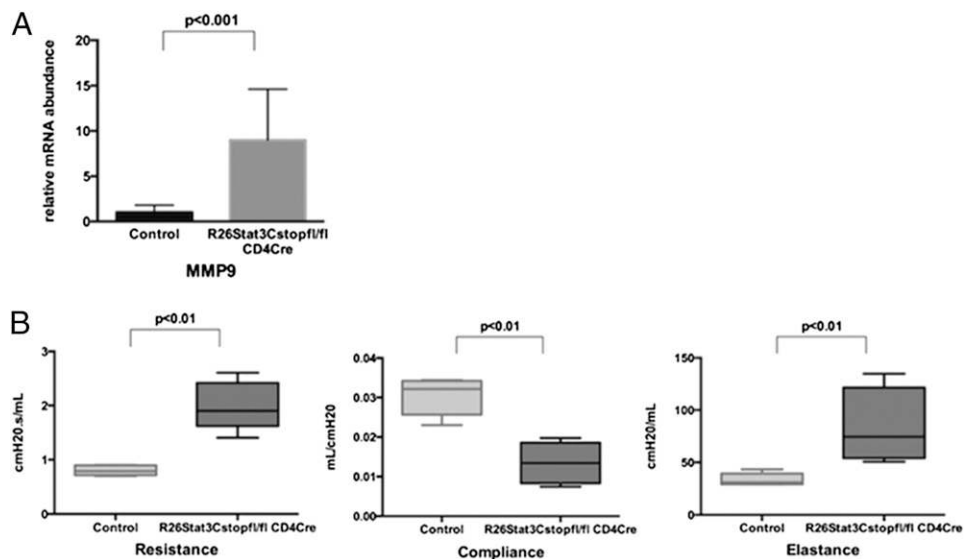 A
p<0.001
relative mRNA abundance
20
15
10
5
0
Control
R26Stat3Cstopfl/fl
CD4Cre
MMP9
B
p<0.01
cmH20.s/mL
3
2
1
0
Control
R26Stat3Cstopfl/fl CD4Cre
Resistance
p<0.01
mL/cmH20
0.04
0.03
0.02
0.01
0.00
Control
R26Stat3Cstopfl/fl CD4Cre
Compliance
p<0.01
cmH20/mL
150
100
50
0
Control
R26Stat3Cstopfl/fl CD4Cre
Elastance